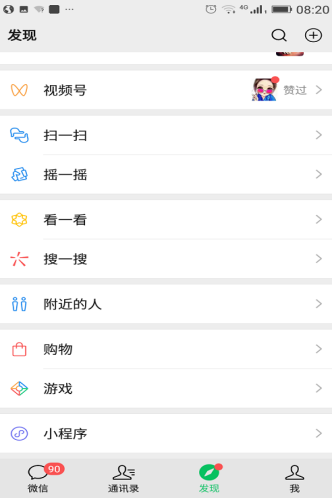 4G 08:20
发现
视频号 赞过
扫一扫
摇一摇
看一看
搜一搜
附近的人
购物
游戏
小程序
90
微信 通讯录 发现 我